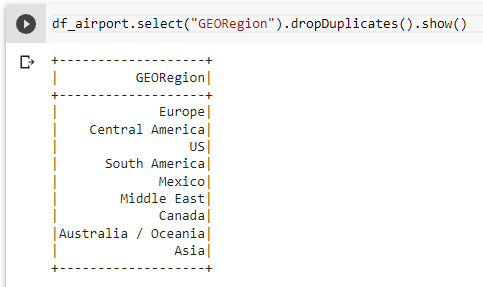 df_airport.select("GEORegion").dropDuplicates().show()
+-------------------+
|          GEORegion|
+-------------------+
|             Europe|
|    Central America|
|                 US|
|      South America|
|             Mexico|
|        Middle East|
|             Canada|
|Australia / Oceania|
|               Asia|
+-------------------+